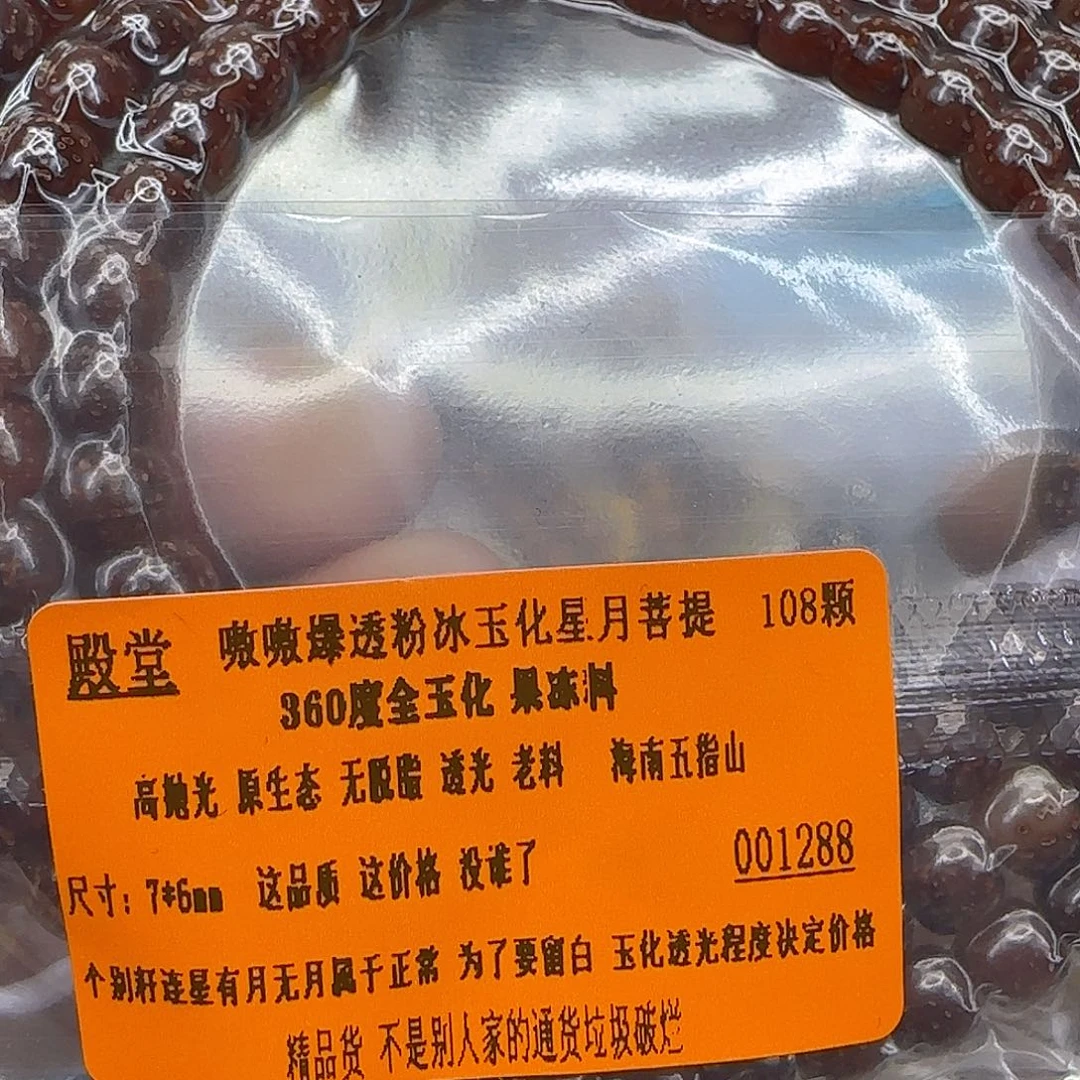 殿堂 嗷嗷爆透粉冰玉化星月菩提 108颗
360度全玉化 果冻料
高抛光 原生态 无脱脂 透光 老料 海南五指山
尺寸: 7*6mm 这品质 这价格 没谁了 001288
个别籽连星有月无月属于正常 为了要留白 玉化透光程度决定价格
精品货 不是别人家的通货垃圾破烂